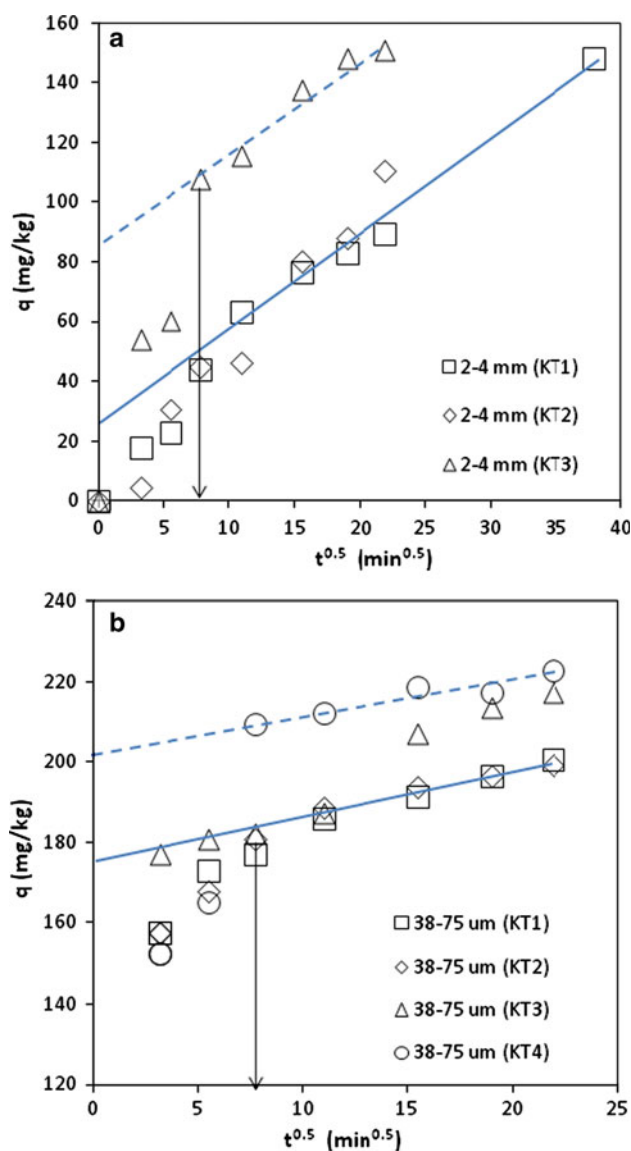 a
160
140
120
100
80
60
40
20
0
q (mg/kg)
2-4 mm (KT1)
2-4 mm (KT2)
2-4 mm (KT3)
0 5 10 15 20 25 30 35 40
t^0.5 (min^0.5)
b
240
220
200
180
160
140
120
q (mg/kg)
38-75 um (KT1)
38-75 um (KT2)
38-75 um (KT3)
38-75 um (KT4)
0 5 10 15 20 25
t^0.5 (min^0.5)